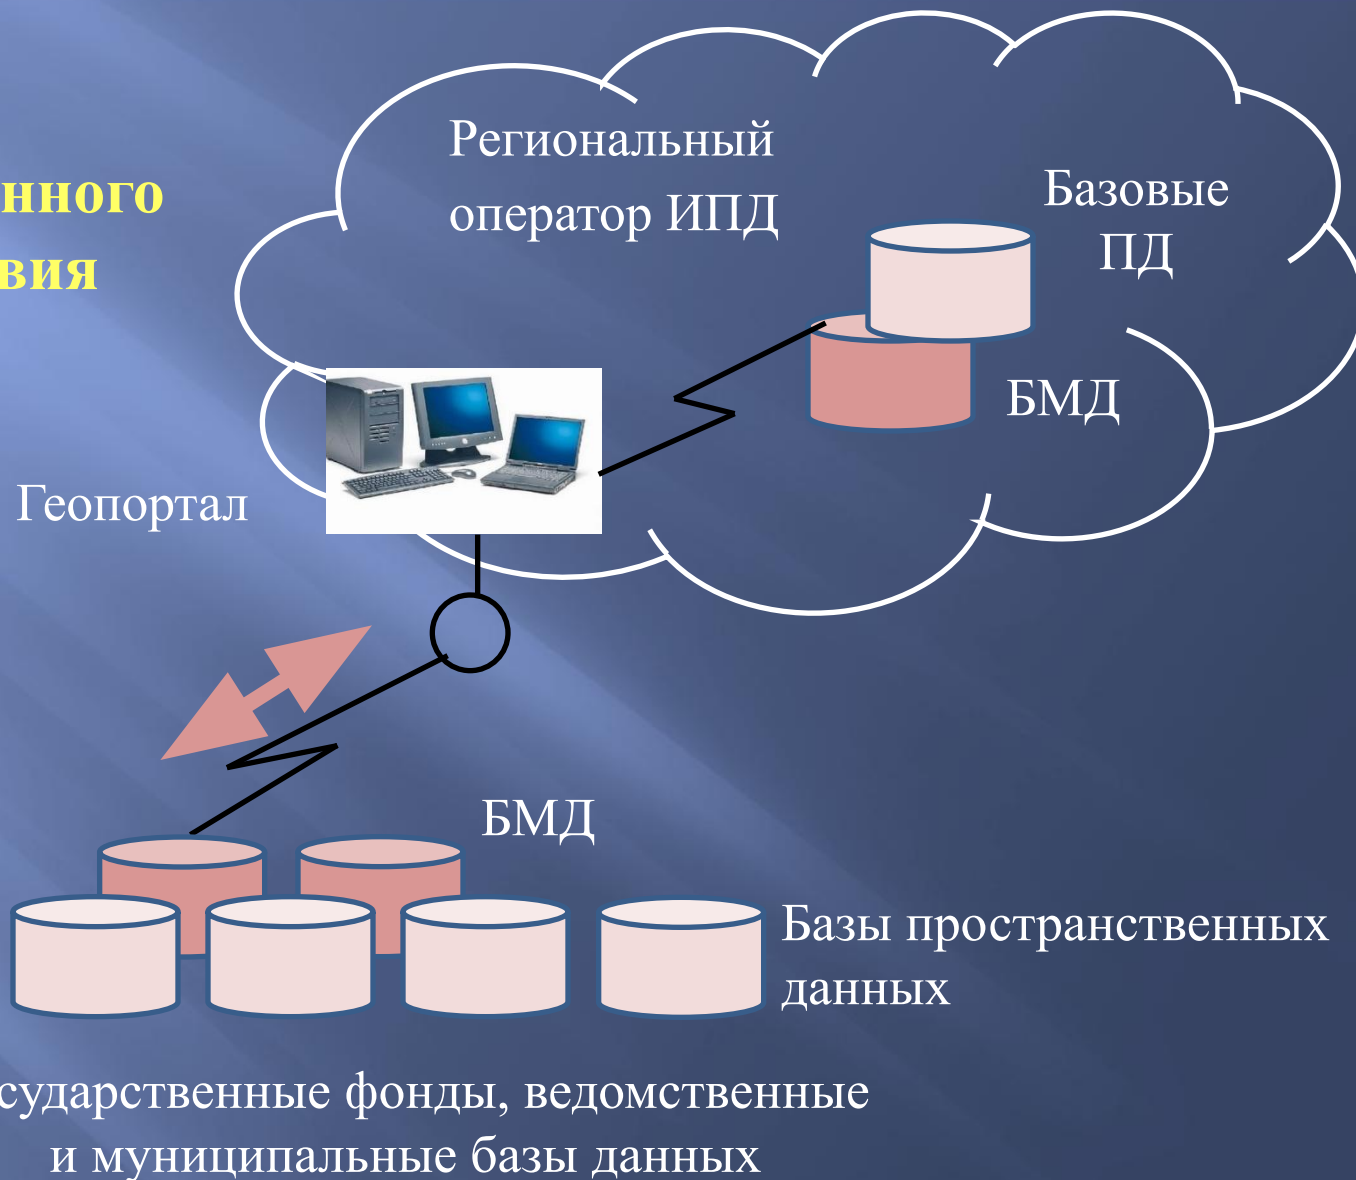 Региональный
оператор ИПД
нного
вия
Базовые
ПД
БМД
Геопортал
БМД
Базы пространственных
данных
сударственные фонды, ведомственные
и муниципальные базы данных